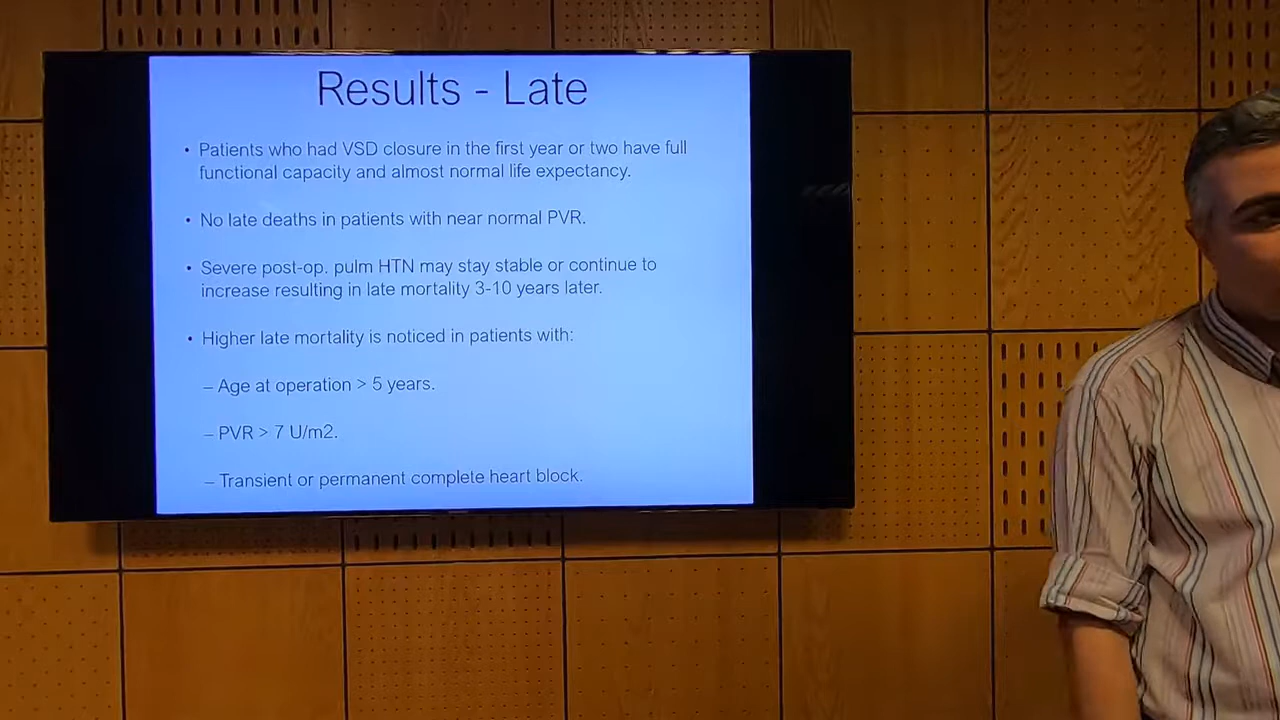 Results - Late
• Patients who had VSD closure in the first year or two have full
functional capacity and almost normal life expectancy.
• No late deaths in patients with near normal PVR.
• Severe post-op. pulm HTN may stay stable or continue to
increase resulting in late mortality 3-10 years later.
• Higher late mortality is noticed in patients with:
– Age at operation > 5 years.
– PVR > 7 U/m2.
– Transient or permanent complete heart block.